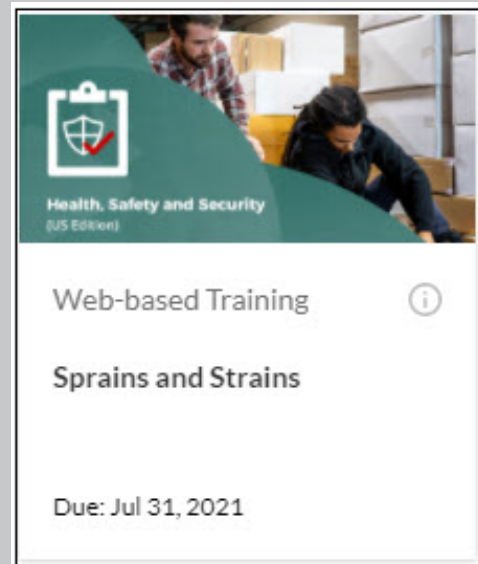 Health, Safety and Security
(US Edition)
Web-based Training
Sprains and Strains
Due: Jul 31, 2021